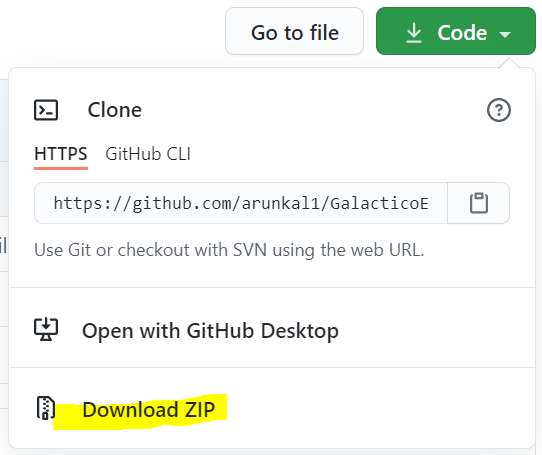 Go to file
Code
Clone
HTTPS GitHub CLI
https://github.com/arunkal1/GalacticoE
Use Git or checkout with SVN using the web URL.
Open with GitHub Desktop
Download ZIP